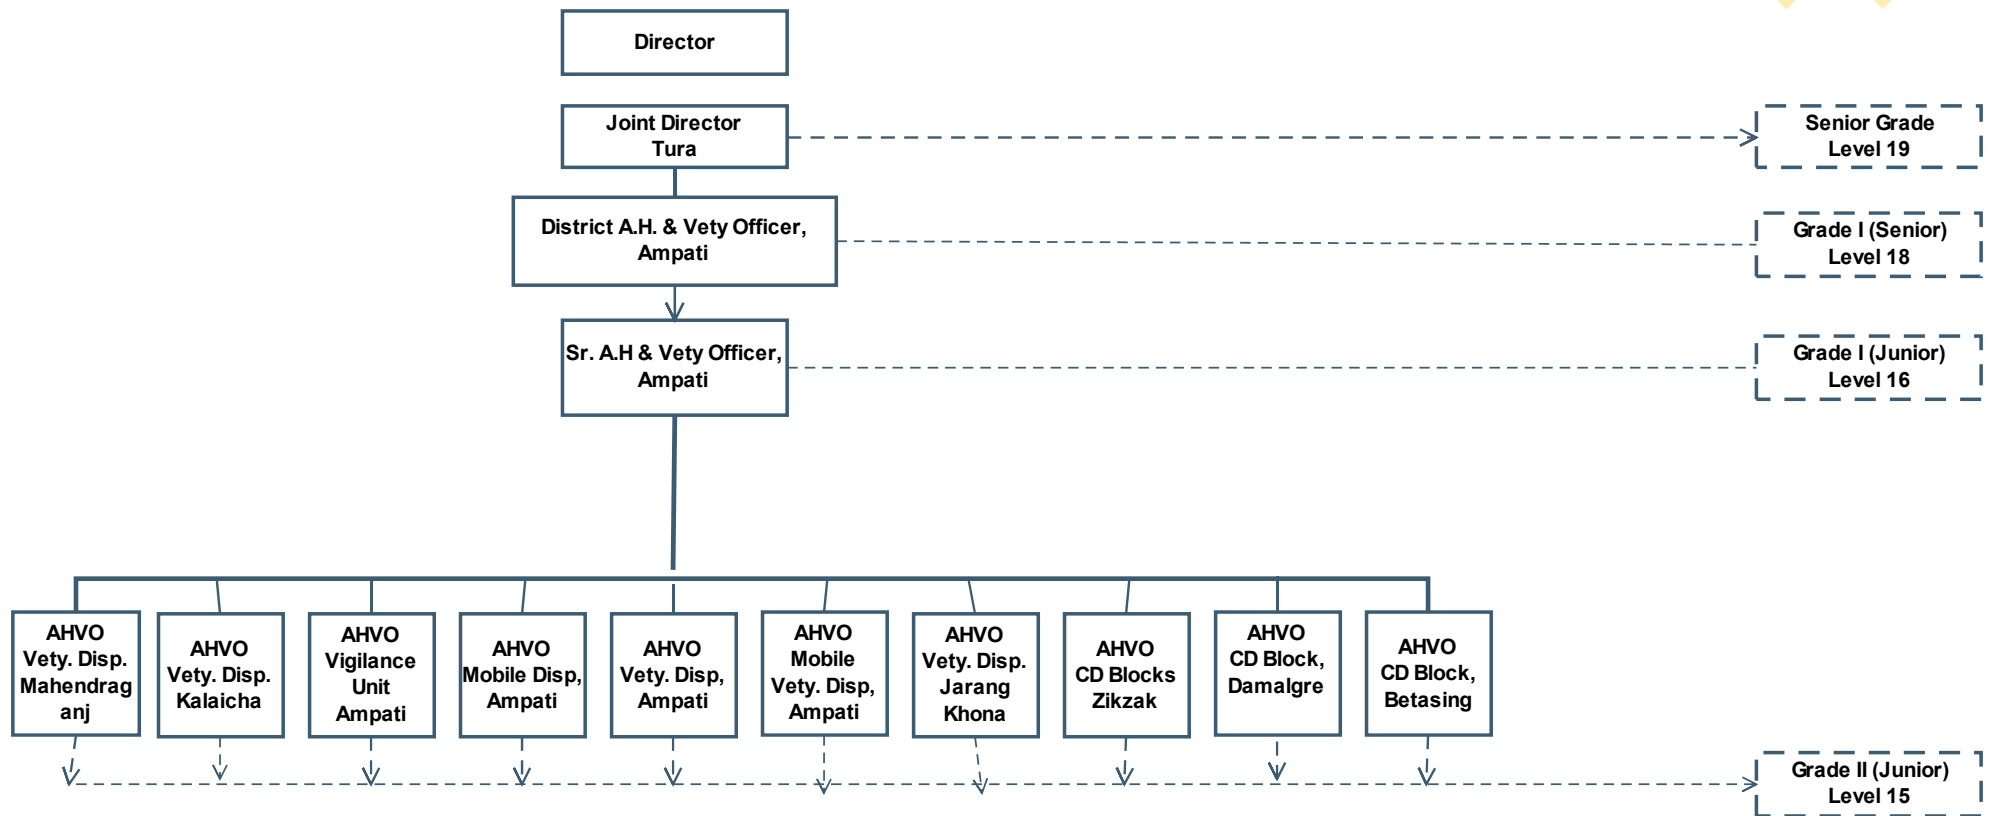 Director
Joint Director
Tura
Senior Grade
Level 19
District A.H. & Vety Officer,
Ampati
Grade I (Senior)
Level 18
Sr. A.H & Vety Officer,
Ampati
Grade I (Junior)
Level 16
AHVO
Vety. Disp.
Mahendrag
anj
AHVO
Vety. Disp.
Kalaicha
AHVO
Vigilance
Unit
Ampati
AHVO
Mobile Disp,
Ampati
AHVO
Vety. Disp,
Ampati
AHVO
Mobile
Vety. Disp,
Ampati
AHVO
Vety. Disp.
Jarang
Khona
AHVO
CD Blocks
Zikzak
AHVO
CD Block,
Damalgre
AHVO
CD Block,
Betasing
Grade II (Junior)
Level 15